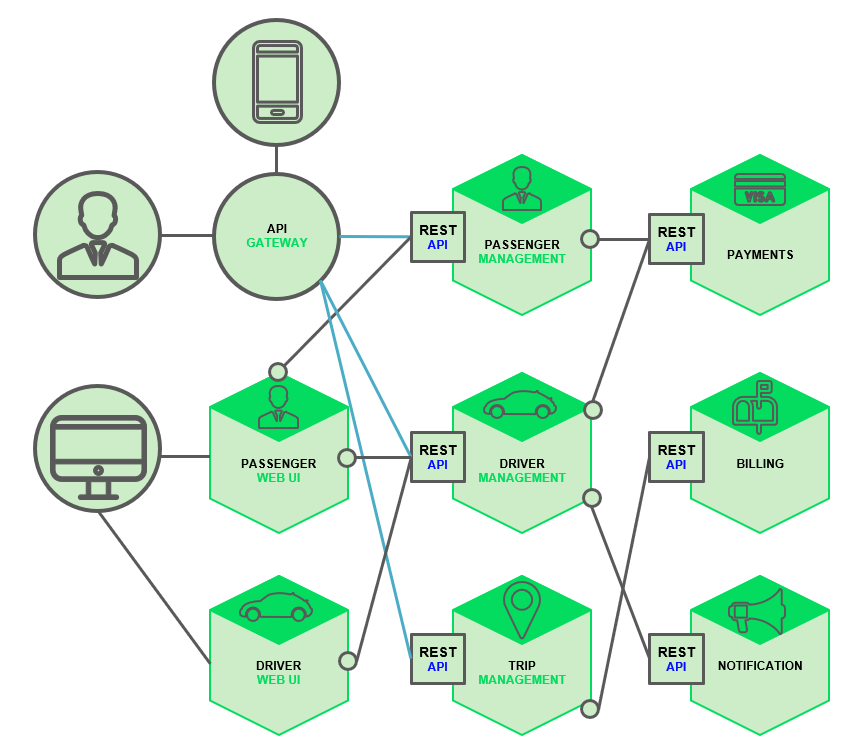 API
GATEWAY
REST
API
PASSENGER
MANAGEMENT
REST
API
VISA
PAYMENTS
PASSENGER
WEB UI
REST
API
DRIVER
MANAGEMENT
REST
API
BILLING
DRIVER
WEB UI
REST
API
TRIP
MANAGEMENT
REST
API
NOTIFICATION